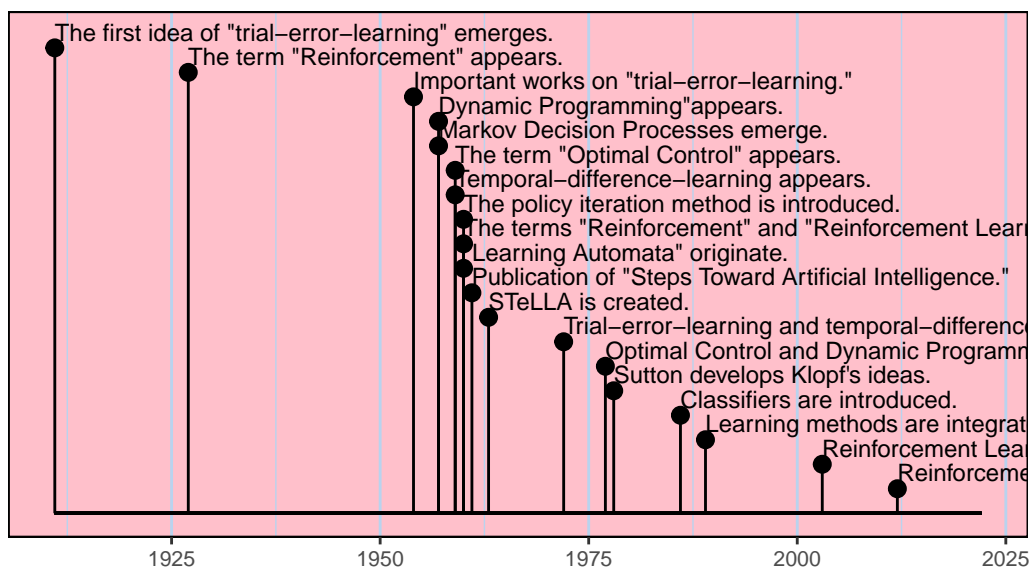 The first idea of "trial−error−learning" emerges.
The term "Reinforcement" appears.
Important works on "trial−error−learning."
Dynamic Programming"appears.
Markov Decision Processes emerge.
The term "Optimal Control" appears.
Temporal−difference−learning appears.
The policy iteration method is introduced.
The terms "Reinforcement" and "Reinforcement Lear
Learning Automata" originate.
Publication of "Steps Toward Artificial Intelligence."
STeLLA is created.
Trial−error−learning and temporal−difference
Optimal Control and Dynamic Programm
Sutton develops Klopf's ideas.
Classifiers are introduced.
Learning methods are integrat
Reinforcement Lear
Reinforceme
1925 1950 1975 2000 2025